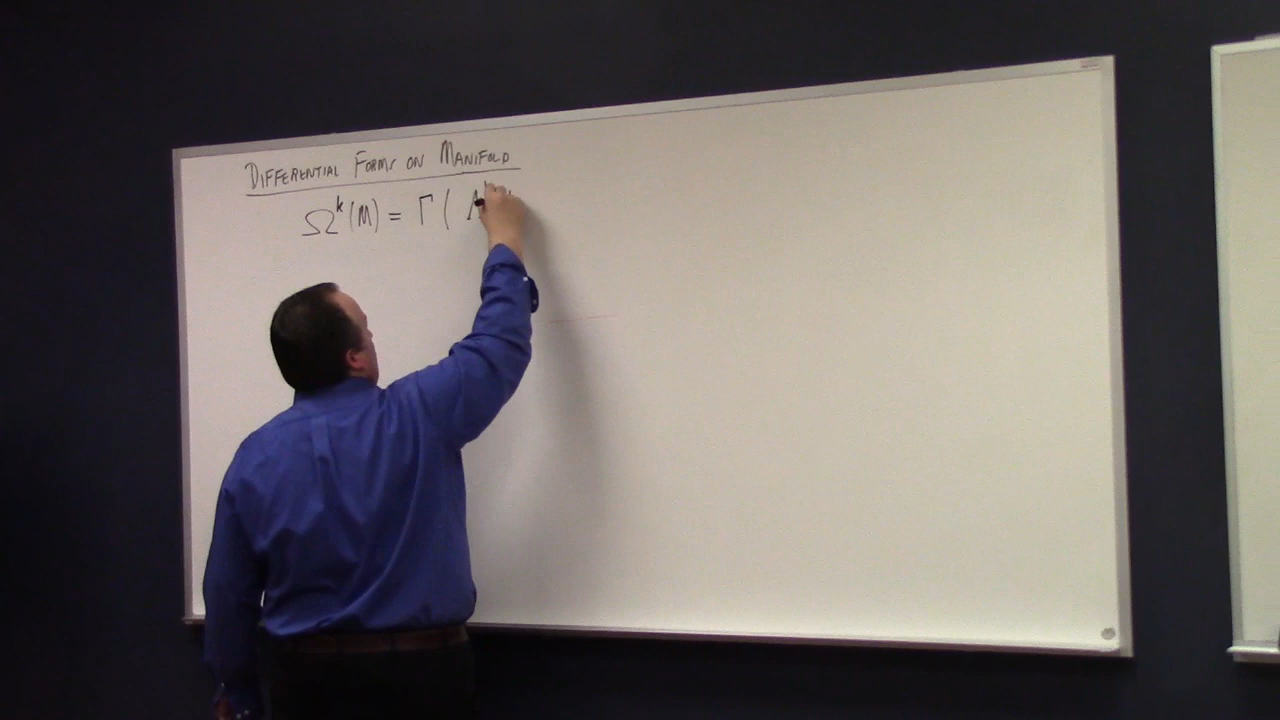 DIFFERENTIAL FORMS ON MANIFOLD
Ω^k(M) = Γ( Λ